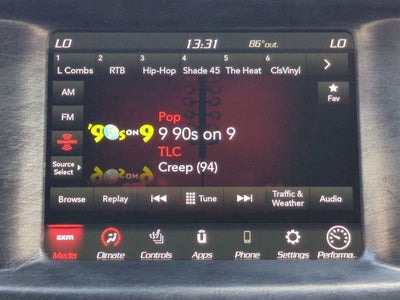 LO 13:31 86° out. LO
1 2 3 4 5 6
L Combs RTB Hip-Hop Shade 45 The Heat ClsVinyl
AM
Fav
FM
Pop
'90s ON 9
9 90s on 9
TLC
Source
Select
Creep (94)
Browse Replay Tune Traffic & Weather Audio
sxm
Media Climate Controls Apps Phone Settings Performa..